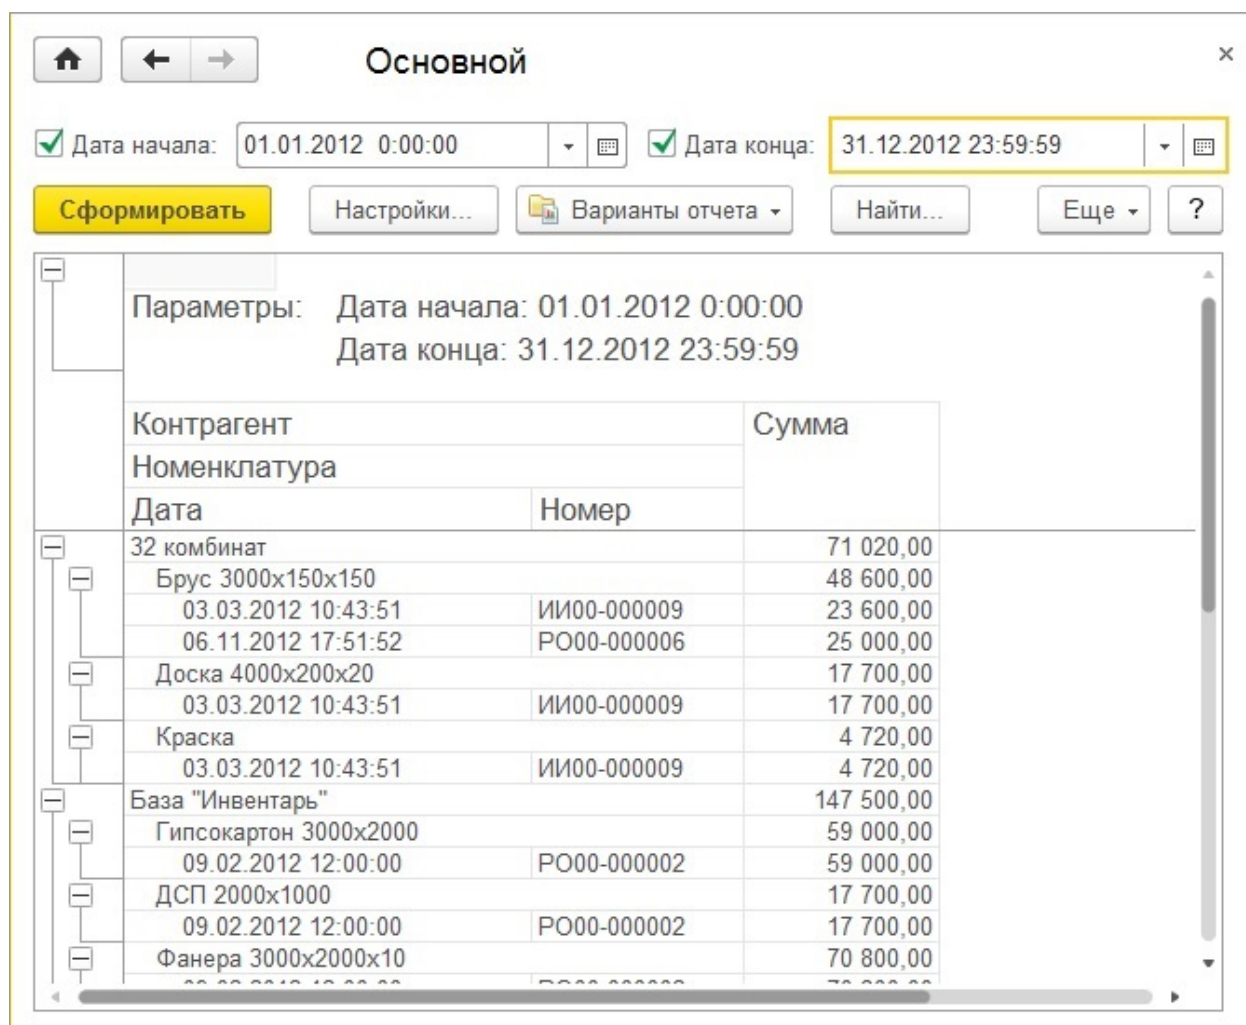 Основной
Дата начала: 01.01.2012 0:00:00 Дата конца: 31.12.2012 23:59:59
Сформировать Настройки... Варианты отчета Найти... Еще ?
Параметры: Дата начала: 01.01.2012 0:00:00
Дата конца: 31.12.2012 23:59:59
Контрагент Сумма
Номенклатура
Дата Номер
32 комбинат 71 020,00
Брус 3000х150х150 48 600,00
03.03.2012 10:43:51 ИИ00-000009 23 600,00
06.11.2012 17:51:52 РО00-000006 25 000,00
Доска 4000х200х20 17 700,00
03.03.2012 10:43:51 ИИ00-000009 17 700,00
Краска 4 720,00
03.03.2012 10:43:51 ИИ00-000009 4 720,00
База "Инвентарь" 147 500,00
Гипсокартон 3000х2000 59 000,00
09.02.2012 12:00:00 РО00-000002 59 000,00
ДСП 2000х1000 17 700,00
09.02.2012 12:00:00 РО00-000002 17 700,00
Фанера 3000х2000х10 70 800,00